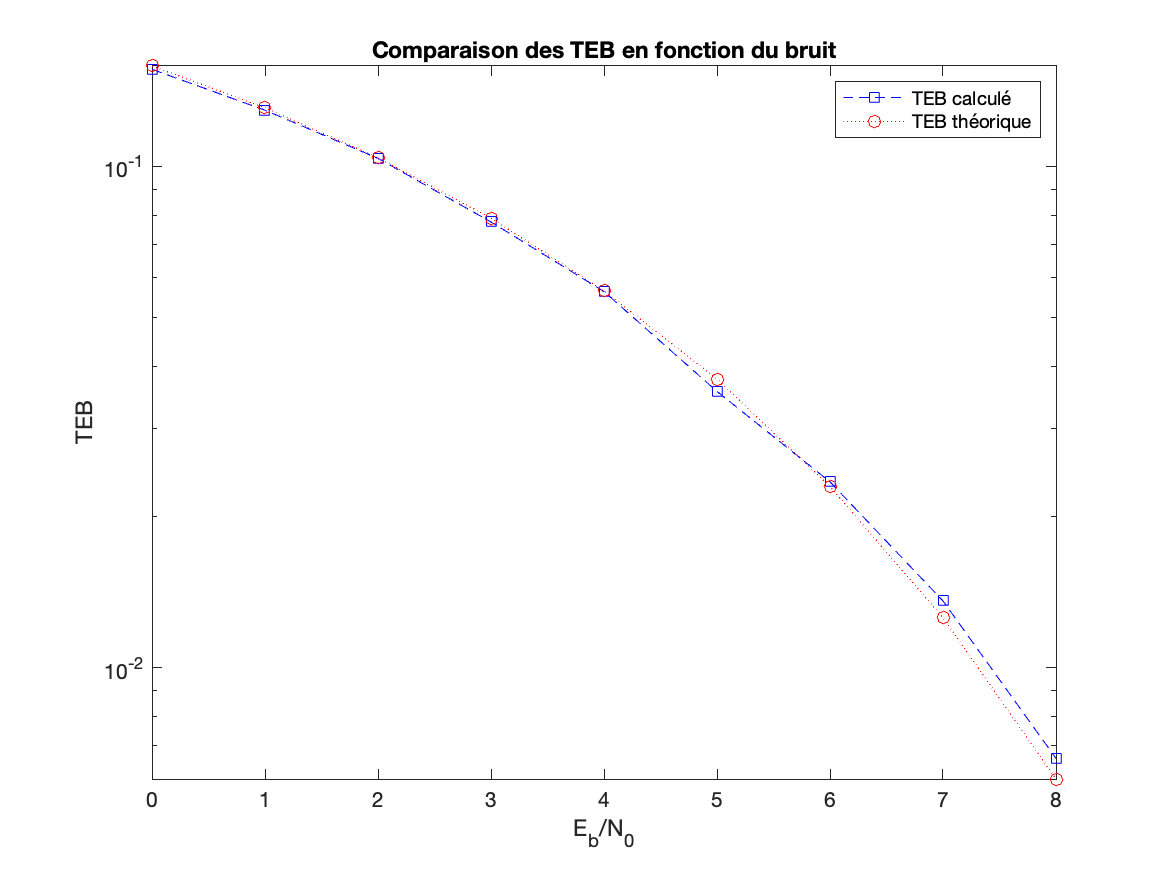 Comparaison des TEB en fonction du bruit
TEB calculé
TEB théorique
10⁻¹
10⁻²
TEB
0 1 2 3 4 5 6 7 8
E_b/N_0